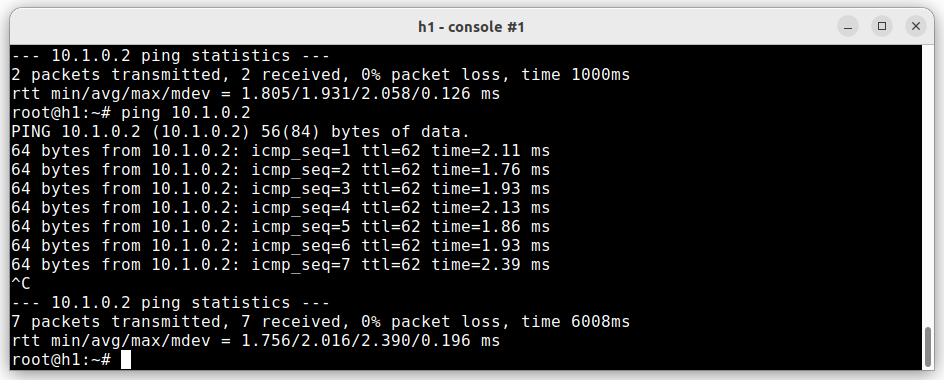 h1 - console #1
--- 10.1.0.2 ping statistics ---
2 packets transmitted, 2 received, 0% packet loss, time 1000ms
rtt min/avg/max/mdev = 1.805/1.931/2.058/0.126 ms
root@h1:~# ping 10.1.0.2
PING 10.1.0.2 (10.1.0.2) 56(84) bytes of data.
64 bytes from 10.1.0.2: icmp_seq=1 ttl=62 time=2.11 ms
64 bytes from 10.1.0.2: icmp_seq=2 ttl=62 time=1.76 ms
64 bytes from 10.1.0.2: icmp_seq=3 ttl=62 time=1.93 ms
64 bytes from 10.1.0.2: icmp_seq=4 ttl=62 time=2.13 ms
64 bytes from 10.1.0.2: icmp_seq=5 ttl=62 time=1.86 ms
64 bytes from 10.1.0.2: icmp_seq=6 ttl=62 time=1.93 ms
64 bytes from 10.1.0.2: icmp_seq=7 ttl=62 time=2.39 ms
^C
--- 10.1.0.2 ping statistics ---
7 packets transmitted, 7 received, 0% packet loss, time 6008ms
rtt min/avg/max/mdev = 1.756/2.016/2.390/0.196 ms
root@h1:~#